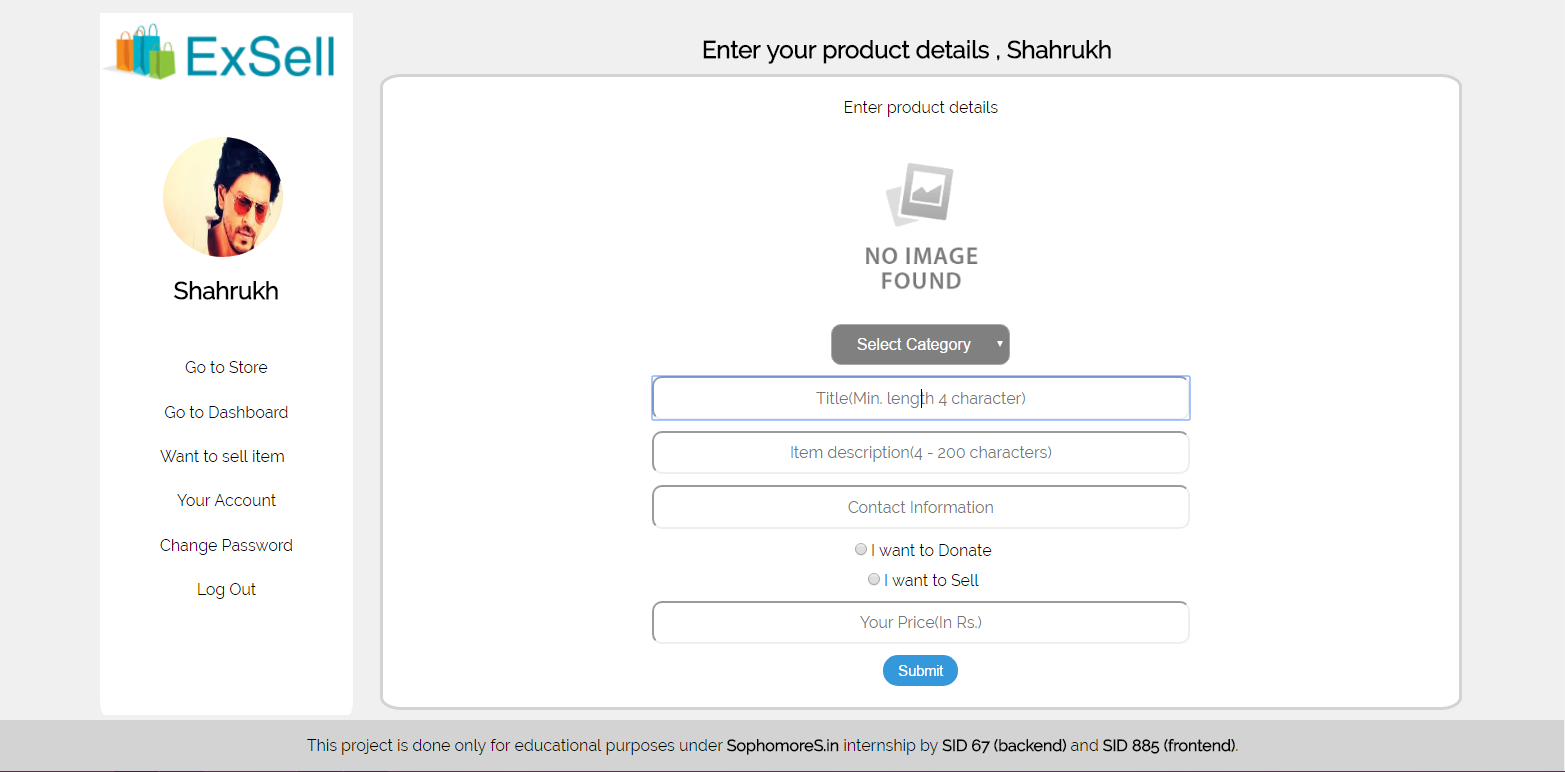 ExSell
Shahrukh
Go to Store
Go to Dashboard
Want to sell item
Your Account
Change Password
Log Out
Enter your product details , Shahrukh
Enter product details
NO IMAGE
FOUND
Select Category
Title(Min. length 4 character)
Item description(4 - 200 characters)
Contact Information
I want to Donate
I want to Sell
Your Price(In Rs.)
Submit
This project is done only for educational purposes under SophomoreS.in internship by SID 67 (backend) and SID 885 (frontend).